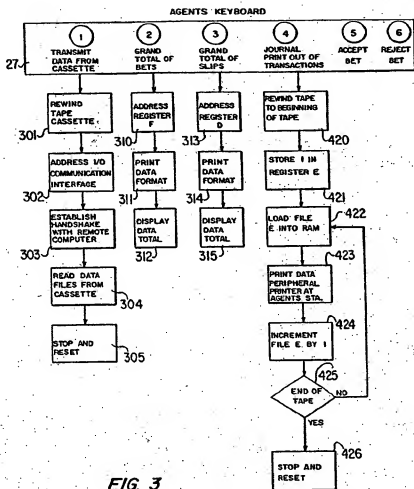 AGENTS KEYBOARD
27
1 TRANSMIT DATA FROM CASSETTE
2 GRAND TOTAL OF BETS
3 GRAND TOTAL OF SLIPS
4 JOURNAL PRINT OUT OF TRANSACTIONS
5 ACCEPT BET
6 REJECT BET
REWIND TAPE CASSETTE
301
ADDRESS I/O COMMUNICATION INTERFACE
302
ESTABLISH HANDSHAKE WITH REMOTE COMPUTER
303
READ DATA FILES FROM CASSETTE
304
STOP AND RESET
305
ADDRESS REGISTER F
310
PRINT DATA FORMAT
311
DISPLAY DATA TOTAL
312
ADDRESS REGISTER D
313
PRINT DATA FORMAT
314
DISPLAY DATA TOTAL
315
REWIND TAPE TO BEGINNING OF TAPE
420
STORE 1 IN REGISTER E
421
LOAD FILE E INTO RAM
422
PRINT DATA PERIPHERAL PRINTER AT AGENTS STA.
423
INCREMENT FILE E BY 1
424
END OF TAPE
425
NO
YES
STOP AND RESET
426
FIG. 3